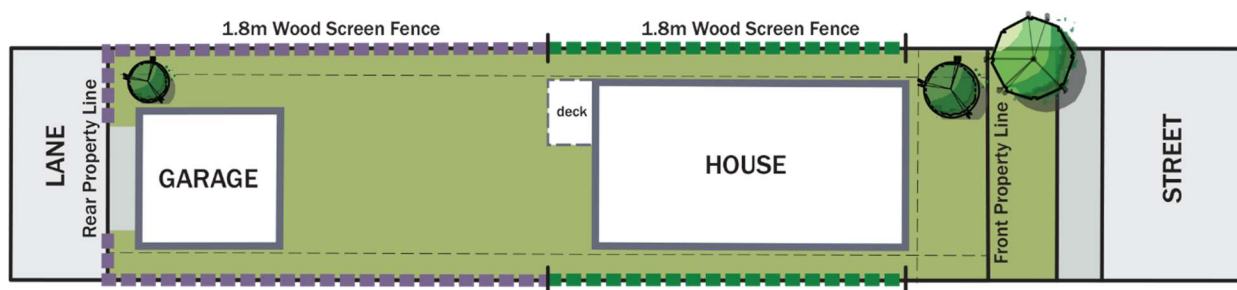 1.8m Wood Screen Fence
1.8m Wood Screen Fence
LANE
Rear Property Line
GARAGE
deck
HOUSE
Front Property Line
STREET